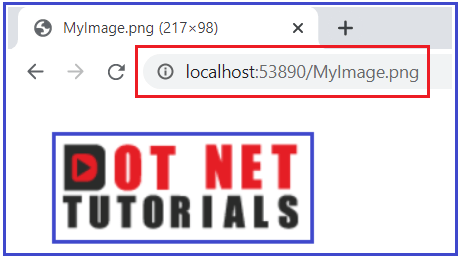 MyImage.png (217×98)
localhost:53890/MyImage.png
DOT NET
TUTORIALS